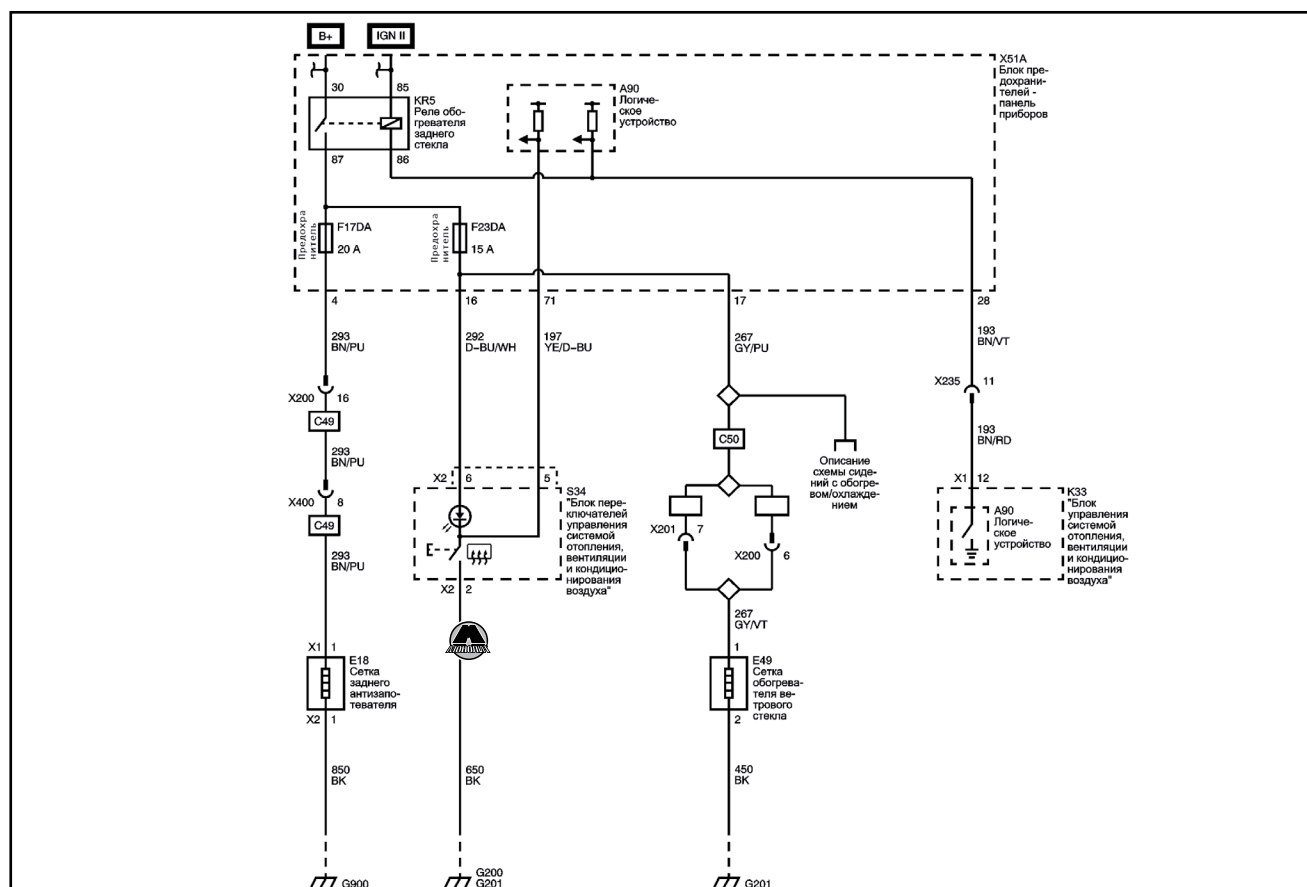 B+
IGN II
X51A
Блок пре-
дохрани-
телей -
панель
приборов
30
85
KR5
Реле обо-
гревателя
заднего
стекла
A90
Логиче-
ское
устройство
87
86
Предохра
нитель
F17DA
20 A
Предохра
нитель
F23DA
15 A
4
16
71
17
28
293
BN/PU
292
D-BU/WH
197
YE/D-BU
267
GY/PU
193
BN/VT
X200
16
C49
X235
11
C50
293
BN/PU
193
BN/RD
Описание
схемы сиде-
ний с обогре-
вом/охлажде-
нием
X400
8
C49
X2
6
5
S34
"Блок пере-
ключателей
управления
системой
отопления,
вентиляции
и кондицио-
нирования
воздуха"
X1
12
K33
"Блок
управления
системой
отопления,
вентиляции
и кондицио-
нирования
воздуха"
A90
Логиче-
ское
устройство
X201
7
X200
6
293
BN/PU
X2
2
267
GY/VT
X1
1
E18
Сетка
заднего
антизапо-
тевателя
X2
1
1
E49
Сетка
обогрева-
теля ве-
трового
стекла
2
850
BK
650
BK
450
BK
G900
G200
G201
G201